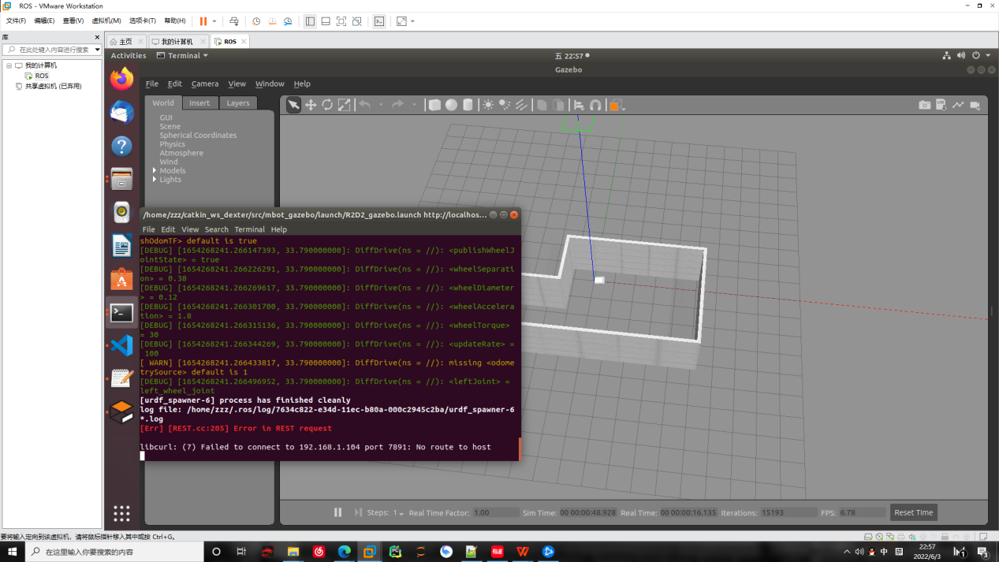 ROS - VMware Workstation
文件(F) 编辑(E) 查看(V) 虚拟机(M) 选项卡(T) 帮助(H)
库
在此处键入内容进行搜索
我的计算机
ROS
共享虚拟机 (已弃用)
主页
我的计算机
ROS
Activities
Terminal
五 22:57
Gazebo
File Edit Camera View Window Help
World Insert Layers
GUI
Scene
Spherical Coordinates
Physics
Atmosphere
Wind
Models
Lights
/home/zzz/catkin_ws_dexter/src/mbot_gazebo/launch/R2D2_gazebo.launch http://localhos...
File Edit View Search Terminal Help
shOdomTF> default is true
[DEBUG] [1654268241.266147393, 33.790000000]: DiffDrive(ns = //): <publishWheelJ
ointState> = true
[DEBUG] [1654268241.266226291, 33.790000000]: DiffDrive(ns = //): <wheelSeparati
on> = 0.38
[DEBUG] [1654268241.266269617, 33.790000000]: DiffDrive(ns = //): <wheelDiameter
> = 0.12
[DEBUG] [1654268241.266301700, 33.790000000]: DiffDrive(ns = //): <wheelAccelera
tion> = 1.8
[DEBUG] [1654268241.266315136, 33.790000000]: DiffDrive(ns = //): <wheelTorque>
= 30
[DEBUG] [1654268241.266344269, 33.790000000]: DiffDrive(ns = //): <updateRate> =
100
[ WARN] [1654268241.266433817, 33.790000000]: DiffDrive(ns = //): missing <odome
trySource> default is 1
[DEBUG] [1654268241.266496952, 33.790000000]: DiffDrive(ns = //): <leftJoint> =
left_wheel_joint
[urdf_spawner-6] process has finished cleanly
log file: /home/zzz/.ros/log/7634c822-e34d-11ec-b80a-000c2945c2ba/urdf_spawner-6
*.log
[Err] [REST.cc:205] Error in REST request
libcurl: (7) Failed to connect to 192.168.1.104 port 7891: No route to host
Steps: 1 Real Time Factor: 1.00 Sim Time: 00 00:00:48.928 Real Time: 00 00:00:16.135 Iterations: 15193 FPS: 6.78 Reset Time
要将输入定向到该虚拟机，请将鼠标指针移入其中或按 Ctrl+G。
在这里输入你要搜索的内容
中
22:57
2022/6/3
1
3